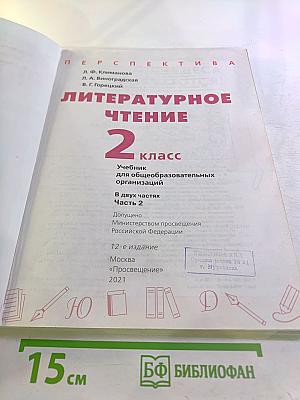 ПЕРСПЕКТИВА
Л. Ф. Климанова
Л. А. Виноградская
В. Г. Горецкий
ЛИТЕРАТУРНОЕ
ЧТЕНИЕ
2 класс
Учебник
для общеобразовательных
организаций
В двух частях
Часть 2
Допущено
Министерством просвещения
Российской Федерации
12-е издание
Москва
«Просвещение»
2021
Ю
D
15 см
БФ БИБЛИОФАН